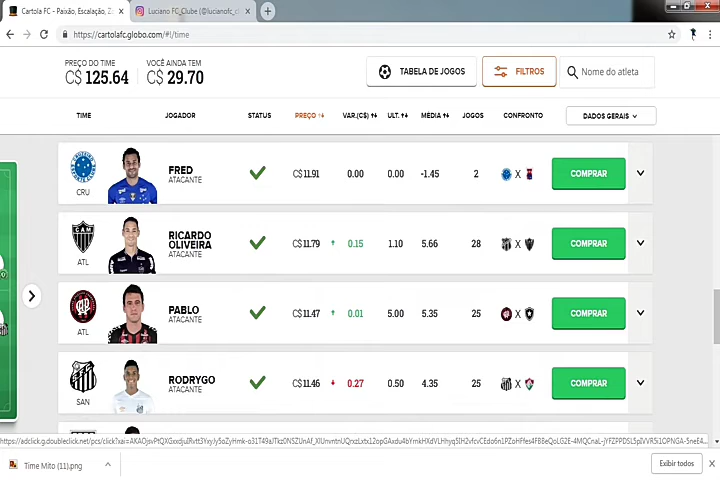 Cartola FC - Paixão, Escalação, Z
Luciano FC_Clube (@lucianofc_cl
https://cartolafc.globo.com/#!/time
PREÇO DO TIME
C$ 125.64
VOCÊ AINDA TEM
C$ 29.70
TABELA DE JOGOS
FILTROS
Nome do atleta
TIME JOGADOR STATUS PREÇO VAR.(C$) ULT. MÉDIA JOGOS CONFRONTO DADOS GERAIS
CRU
FRED
ATACANTE
C$ 11.91 0.00 0.00 -1.45 2 X COMPRAR
CAM
ATL
RICARDO
OLIVEIRA
ATACANTE
C$ 11.79 0.15 1.10 5.66 28 X COMPRAR
ATL
PABLO
ATACANTE
C$ 11.47 0.01 5.00 5.35 25 X COMPRAR
SAN
RODRYGO
ATACANTE
C$ 11.46 0.27 0.50 4.35 25 X COMPRAR
Time Mito (11).png
Exibir todos